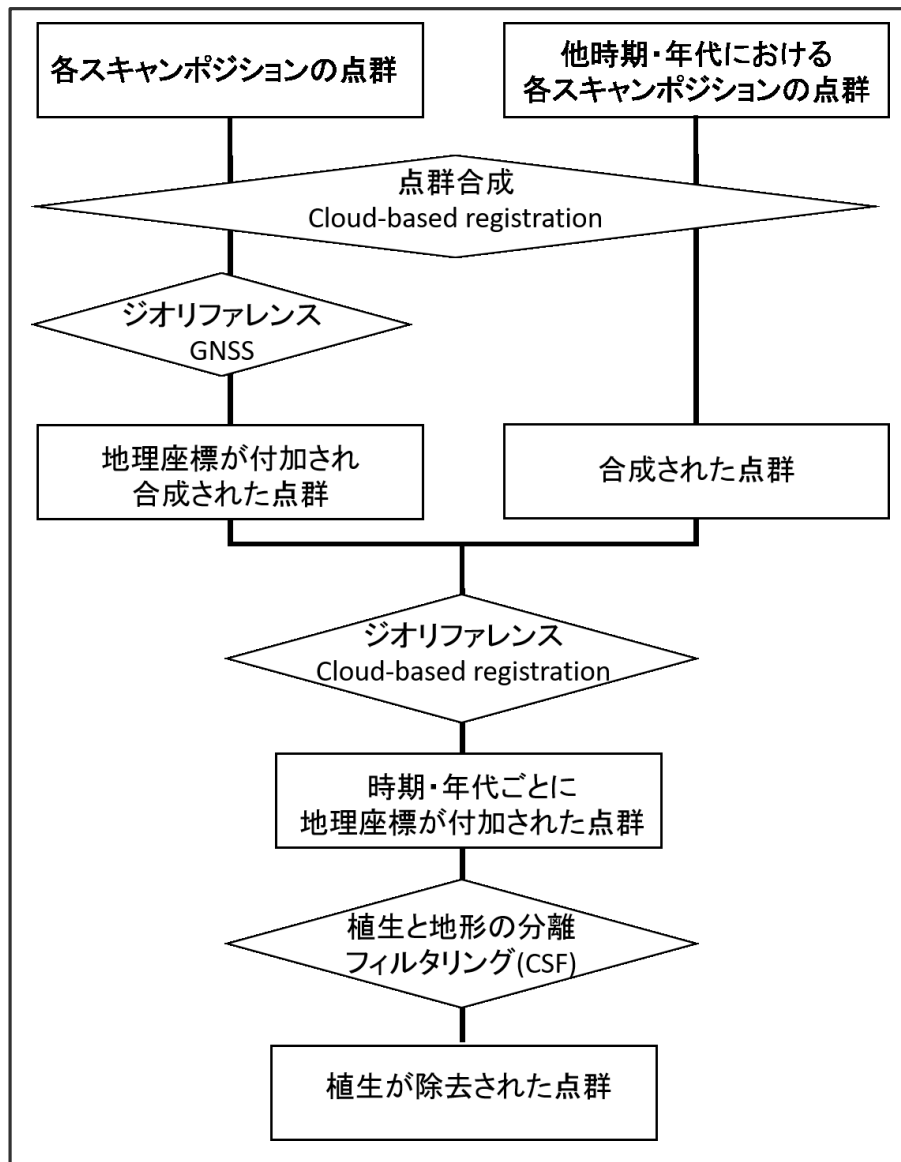 各スキャンポジションの点群
他時期・年代における
各スキャンポジションの点群
点群合成
Cloud-based registration
ジオリファレンス
GNSS
地理座標が付加され
合成された点群
合成された点群
ジオリファレンス
Cloud-based registration
時期・年代ごとに
地理座標が付加された点群
植生と地形の分離
フィルタリング(CSF)
植生が除去された点群